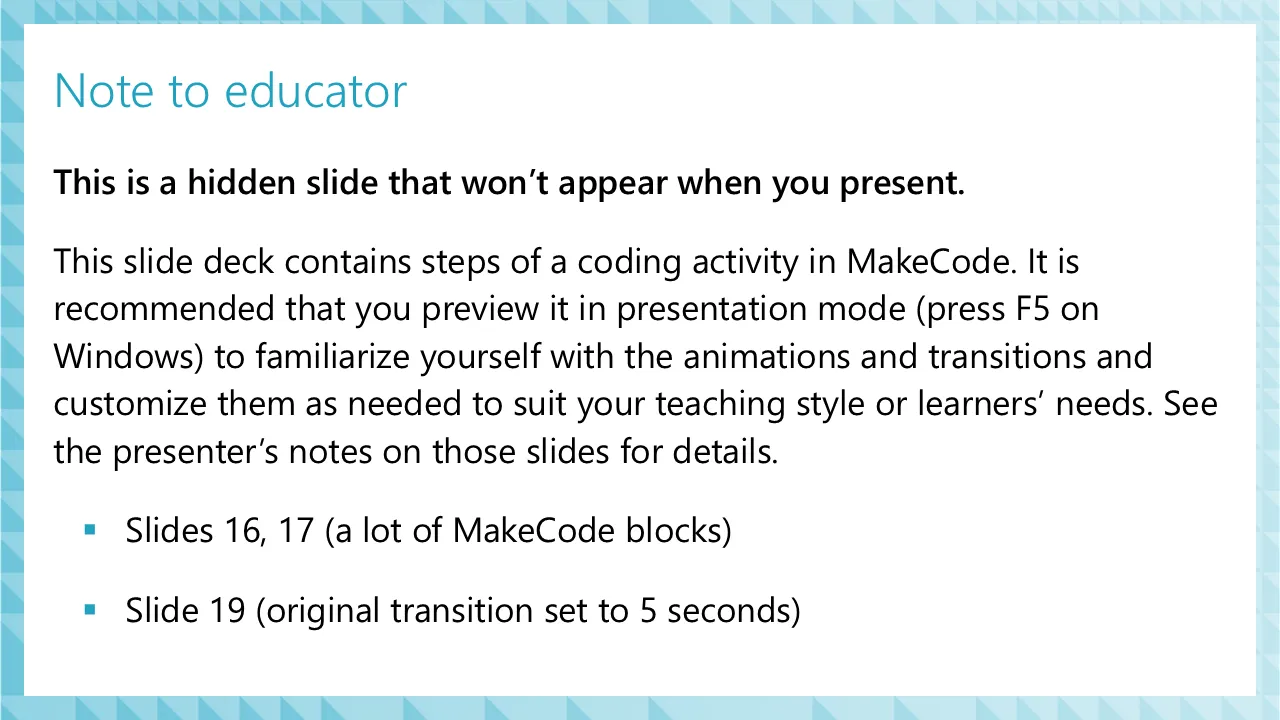 Note to educator
This is a hidden slide that won’t appear when you present.
This slide deck contains steps of a coding activity in MakeCode. It is
recommended that you preview it in presentation mode (press F5 on
Windows) to familiarize yourself with the animations and transitions and
customize them as needed to suit your teaching style or learners’ needs. See
the presenter’s notes on those slides for details.
▪ Slides 16, 17 (a lot of MakeCode blocks)
▪ Slide 19 (original transition set to 5 seconds)